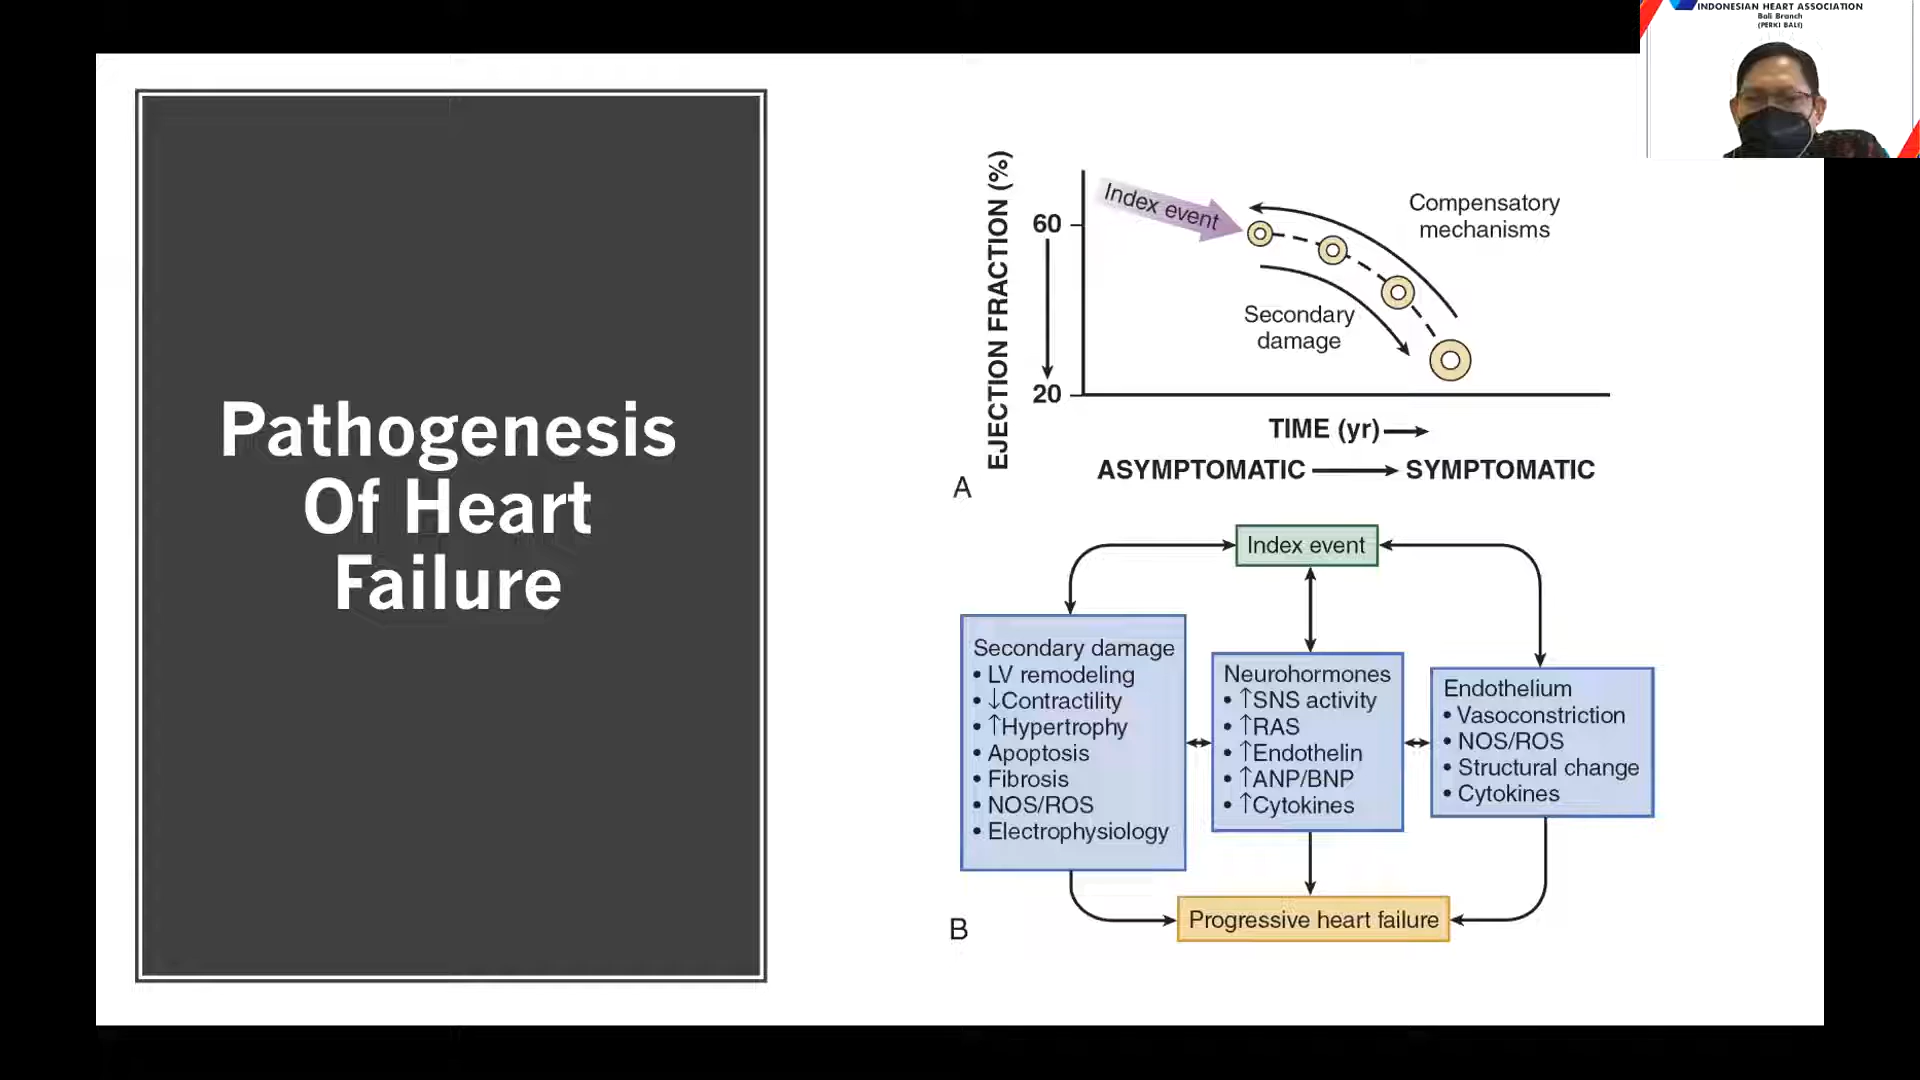 INDONESIAN HEART ASSOCIATION
Bali Branch
(PERKI BALI)
Pathogenesis
Of Heart
Failure
EJECTION FRACTION (%)
60
20
Index event
Compensatory
mechanisms
Secondary
damage
TIME (yr)
ASYMPTOMATIC → SYMPTOMATIC
A
Index event
Secondary damage
• LV remodeling
• ↓Contractility
• ↑Hypertrophy
• Apoptosis
• Fibrosis
• NOS/ROS
• Electrophysiology
Neurohormones
• ↑SNS activity
• ↑RAS
• ↑Endothelin
• ↑ANP/BNP
• ↑Cytokines
Endothelium
• Vasoconstriction
• NOS/ROS
• Structural change
• Cytokines
Progressive heart failure
B